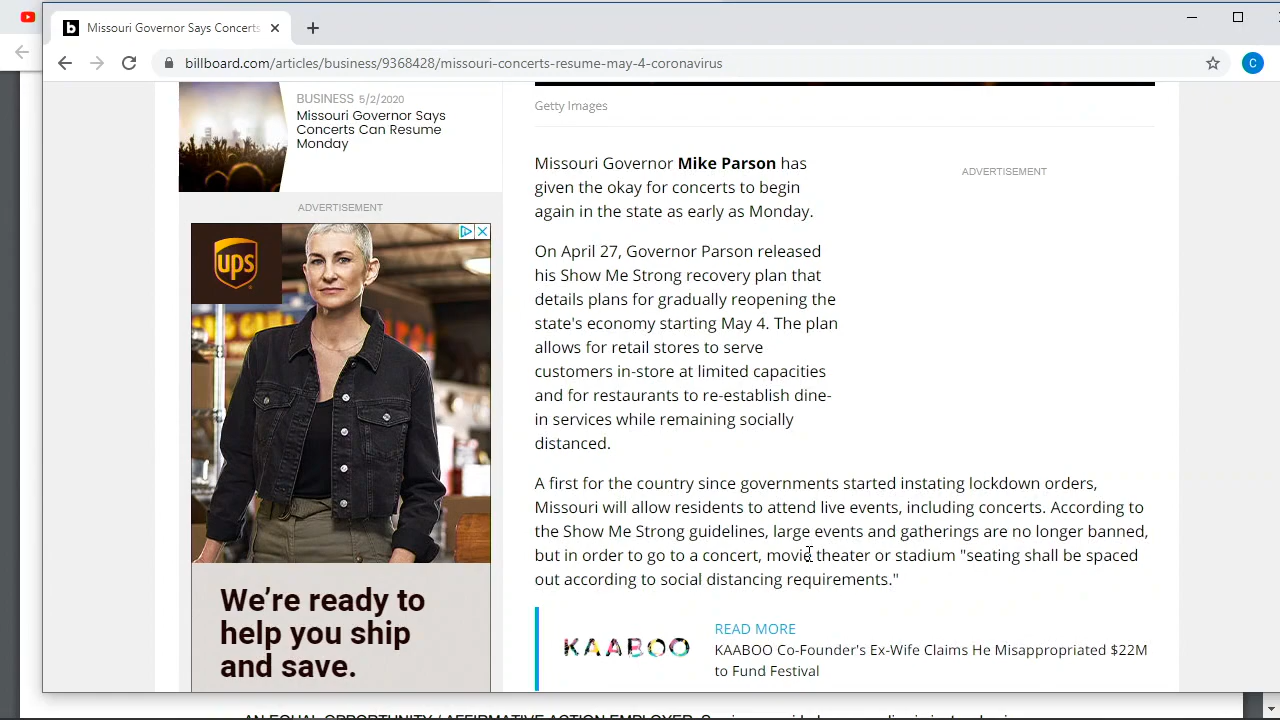 Missouri Governor Says Concerts
billboard.com/articles/business/9368428/missouri-concerts-resume-may-4-coronavirus
C
BUSINESS 5/2/2020
Missouri Governor Says
Concerts Can Resume
Monday
ADVERTISEMENT
ups
We're ready to
help you ship
and save.
Getty Images
ADVERTISEMENT
Missouri Governor Mike Parson has
given the okay for concerts to begin
again in the state as early as Monday.
On April 27, Governor Parson released
his Show Me Strong recovery plan that
details plans for gradually reopening the
state's economy starting May 4. The plan
allows for retail stores to serve
customers in-store at limited capacities
and for restaurants to re-establish dine-
in services while remaining socially
distanced.
A first for the country since governments started instating lockdown orders,
Missouri will allow residents to attend live events, including concerts. According to
the Show Me Strong guidelines, large events and gatherings are no longer banned,
but in order to go to a concert, movie theater or stadium "seating shall be spaced
out according to social distancing requirements."
KAABOO
READ MORE
KAABOO Co-Founder's Ex-Wife Claims He Misappropriated $22M
to Fund Festival
AN EQUAL OPPORTUNITY / AFFIRMATIVE ACTION EMPLOYER